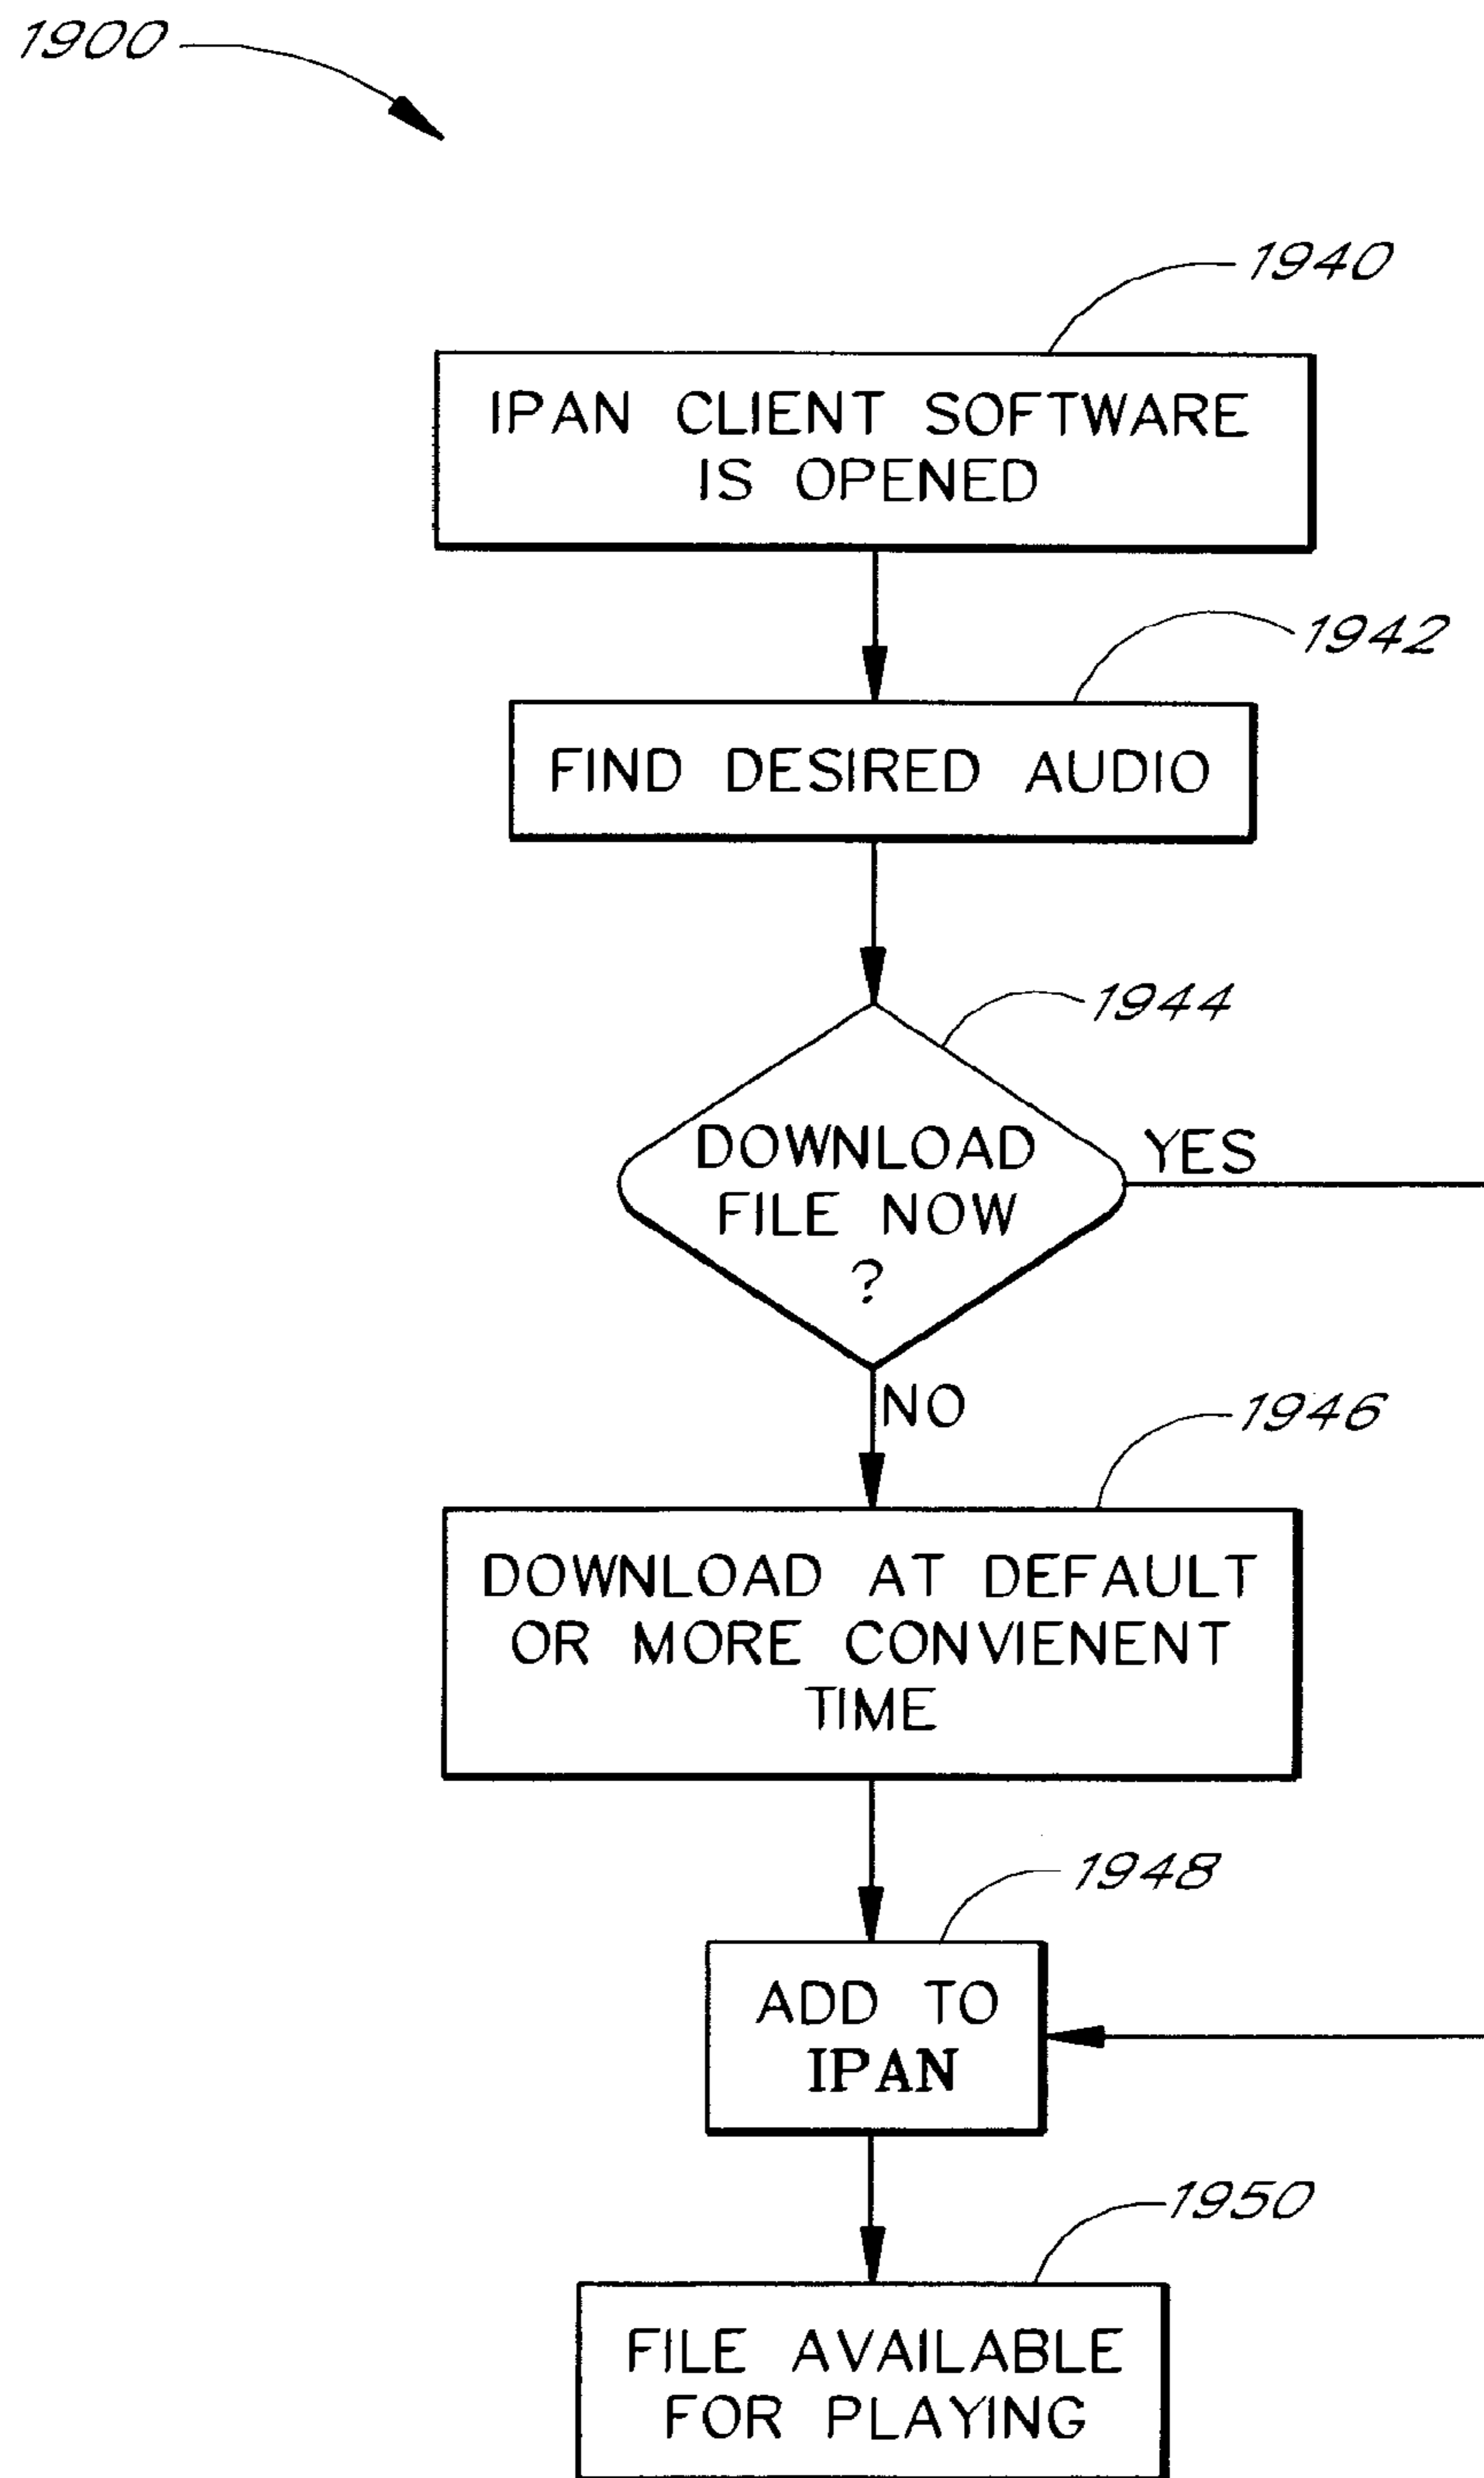 1900
1940
IPAN CLIENT SOFTWARE
IS OPENED
1942
FIND DESIRED AUDIO
1944
DOWNLOAD
FILE NOW
?
YES
NO
1946
DOWNLOAD AT DEFAULT
OR MORE CONVIENENT
TIME
1948
ADD TO
IPAN
1950
FILE AVAILABLE
FOR PLAYING